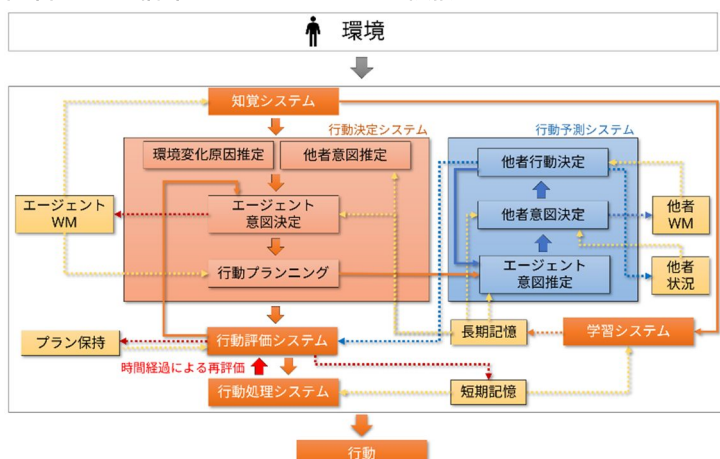 環境
知覚システム
行動決定システム
行動予測システム
環境変化原因推定
他者意図推定
他者行動決定
エージェント
WM
エージェント
意図決定
他者意図決定
他者
WM
行動プランニング
エージェント
意図推定
他者
状況
プラン保持
行動評価システム
長期記憶
学習システム
時間経過による再評価
行動処理システム
短期記憶
行動